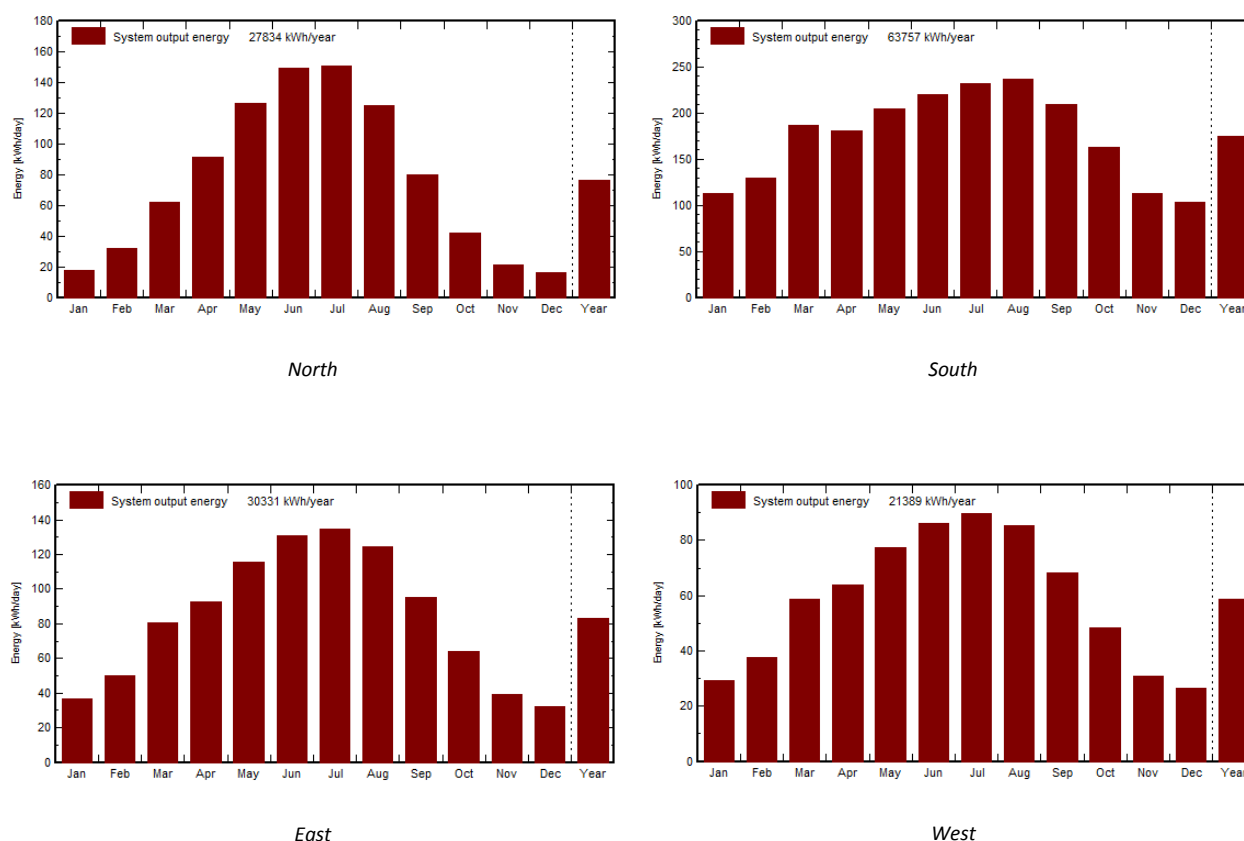 System output energy 27834 kWh/year
Energy [kWh/day]
180
160
140
120
100
80
60
40
20
0
Jan Feb Mar Apr May Jun Jul Aug Sep Oct Nov Dec Year
North
System output energy 63757 kWh/year
Energy [kWh/day]
300
250
200
150
100
50
0
Jan Feb Mar Apr May Jun Jul Aug Sep Oct Nov Dec Year
South
System output energy 30331 kWh/year
Energy [kWh/day]
160
140
120
100
80
60
40
20
0
Jan Feb Mar Apr May Jun Jul Aug Sep Oct Nov Dec Year
East
System output energy 21389 kWh/year
Energy [kWh/day]
100
80
60
40
20
0
Jan Feb Mar Apr May Jun Jul Aug Sep Oct Nov Dec Year
West